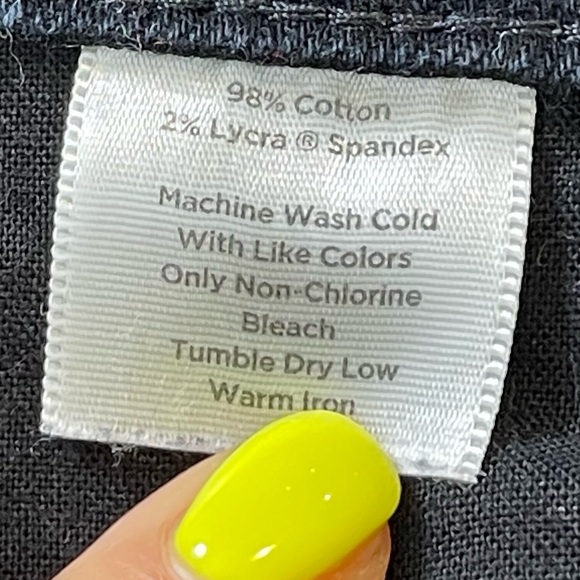 98% Cotton
2% Lycra ® Spandex
Machine Wash Cold
With Like Colors
Only Non-Chlorine
Bleach
Tumble Dry Low
Warm Iron